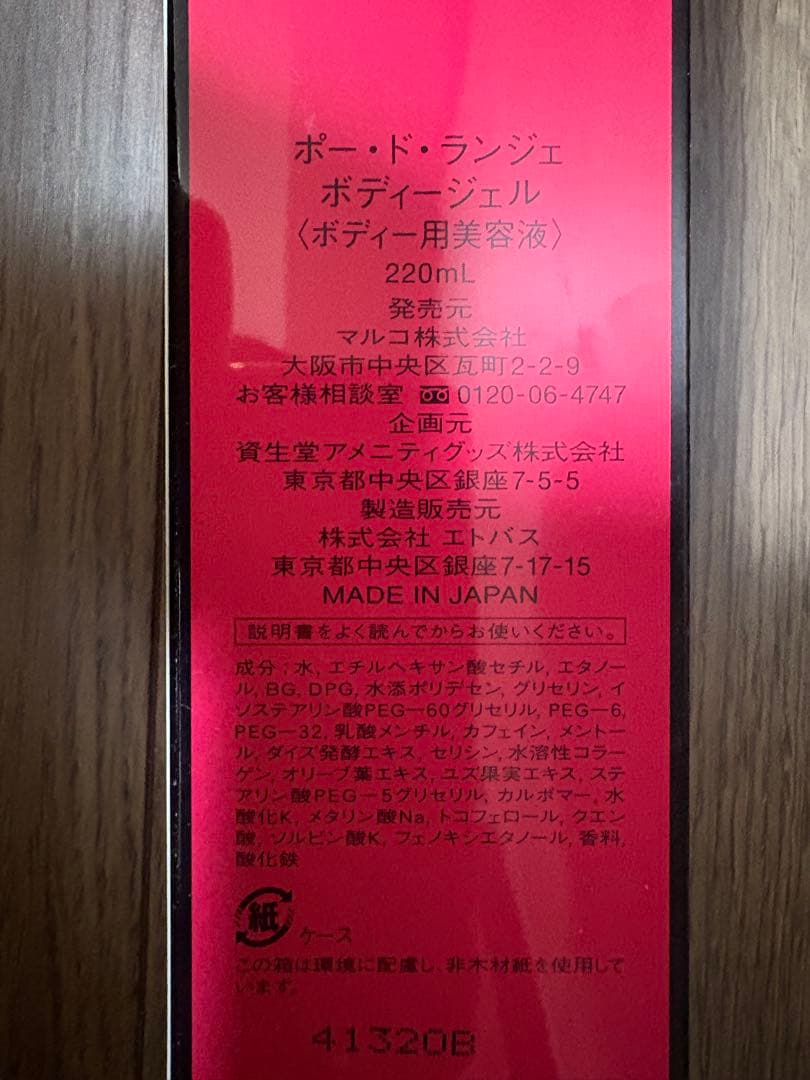 ポー・ド・ランジェ
ボディージェル
〈ボディー用美容液〉
220mL
発売元
マルコ株式会社
大阪市中央区瓦町2-2-9
お客様相談室 0120-06-4747
企画元
資生堂アメニティグッズ株式会社
東京都中央区銀座7-5-5
製造販売元
株式会社 エトバス
東京都中央区銀座7-17-15
MADE IN JAPAN
説明書をよく読んでからお使いください。
成分；水, エチルヘキサン酸セチル, エタノー
ル, BG, DPG, 水添ポリデセン, グリセリン, イ
ソステアリン酸PEG―60グリセリル, PEG―6,
PEG―32, 乳酸メンチル, カフェイン, メントー
ル, ダイズ発酵エキス, セリシン, 水溶性コラー
ゲン, オリーブ葉エキス, ユズ果実エキス, ステ
アリン酸PEG―5グリセリル, カルボマー, 水
酸化K, メタリン酸Na, トコフェロール, クエン
酸, ソルビン酸K, フェノキシエタノール, 香料,
酸化鉄
紙
ケース
この箱は環境に配慮し, 非木材紙を使用して
います。
41320B